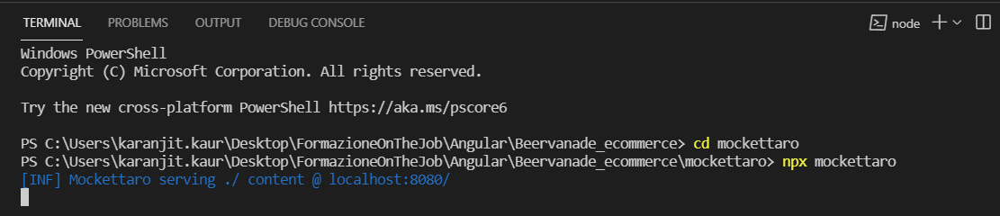 TERMINAL PROBLEMS OUTPUT DEBUG CONSOLE node
Windows PowerShell
Copyright (C) Microsoft Corporation. All rights reserved.
Try the new cross-platform PowerShell https://aka.ms/pscore6
PS C:\Users\karanjit.kaur\Desktop\FormazioneOnTheJob\Angular\Beervanade_ecommerce> cd mockettaro
PS C:\Users\karanjit.kaur\Desktop\FormazioneOnTheJob\Angular\Beervanade_ecommerce\mockettaro> npx mockettaro
[INF] Mockettaro serving ./ content @ localhost:8080/